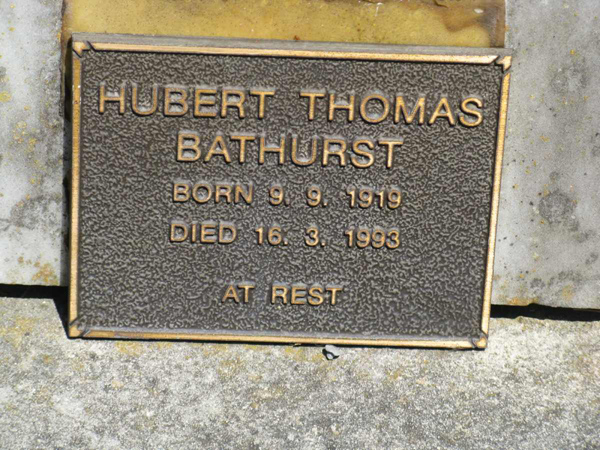 HUBERT THOMAS
BATHURST
BORN 9. 9. 1919
DIED 16. 3. 1993
AT REST